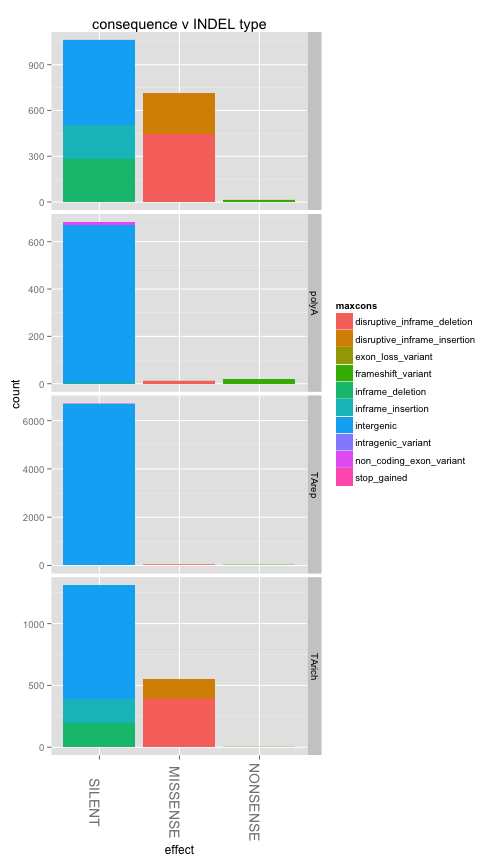 consequence v INDEL type
900
600
300
0
600
400
200
0
polyA
6000
4000
2000
0
TArep
1000
500
0
TArich
count
SILENT
MISSENSE
NONSENSE
effect
maxcons
disruptive_inframe_deletion
disruptive_inframe_insertion
exon_loss_variant
frameshift_variant
inframe_deletion
inframe_insertion
intergenic
intragenic_variant
non_coding_exon_variant
stop_gained